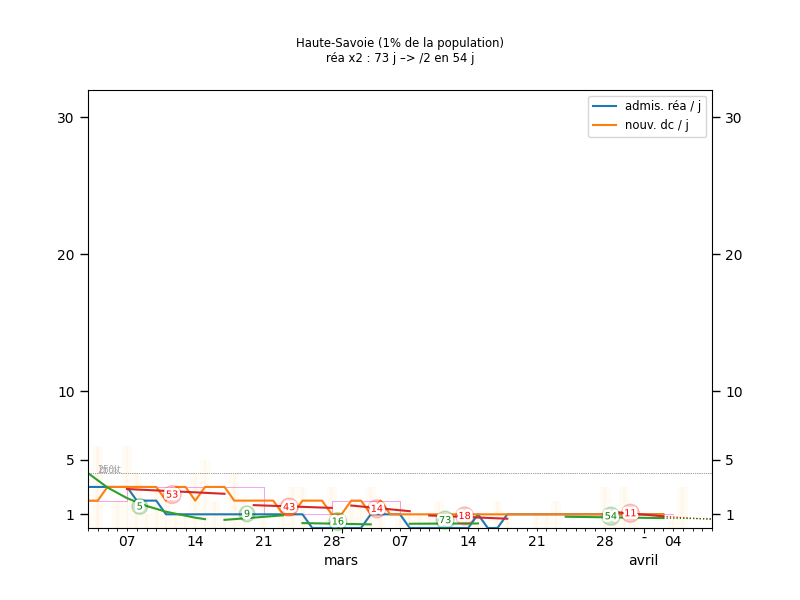 Haute-Savoie (1% de la population)
réa x2 : 73 j –> /2 en 54 j
admis. réa / j
nouv. dc / j
30 30
20 20
10 10
5 5
1 1
53
5
9
43
16
14
73
18
54
11
07 14 21 28 07 14 21 28 04
mars avril